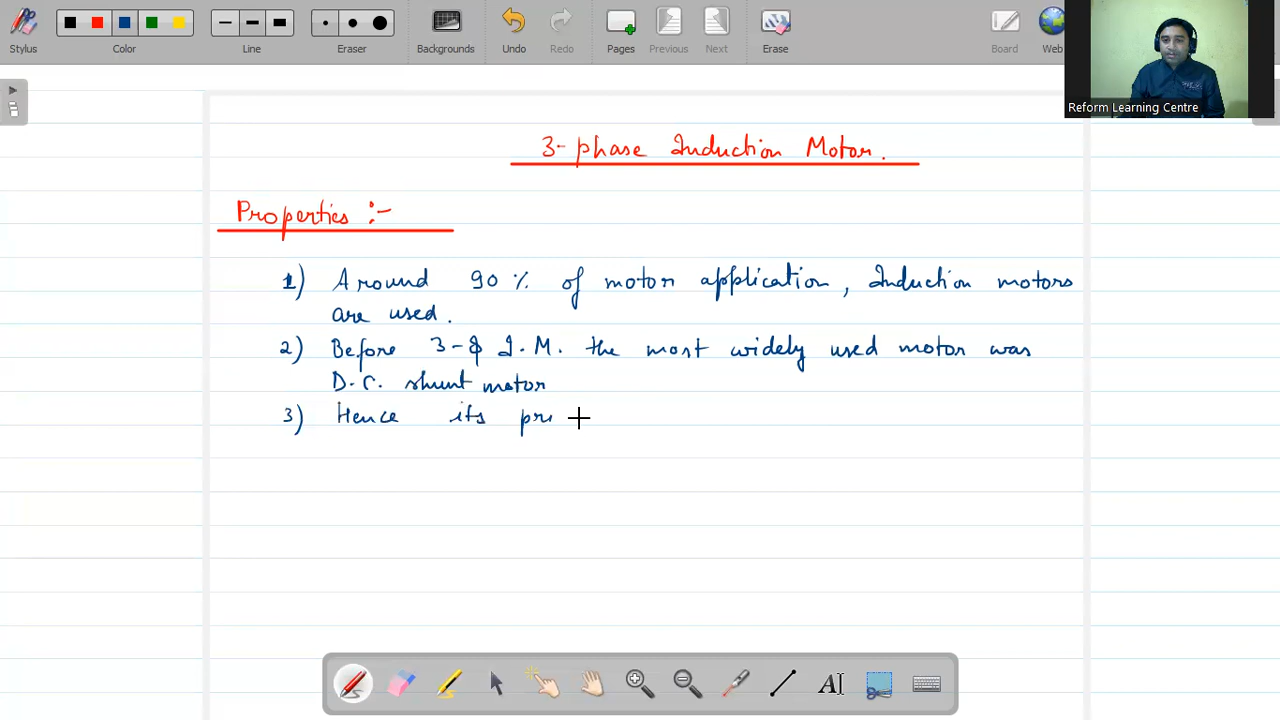 Stylus
Color
Line
Eraser
Backgrounds
Undo
Redo
Pages
Previous
Next
Erase
Board
Web
Reform Learning Centre
3-phase Induction Motor.
Properties :-
1) Around 90 % of motor application, Induction motors
are used.
2) Before 3-ϕ I.M. the most widely used motor was
D.C. shunt motor
3) Hence its pri